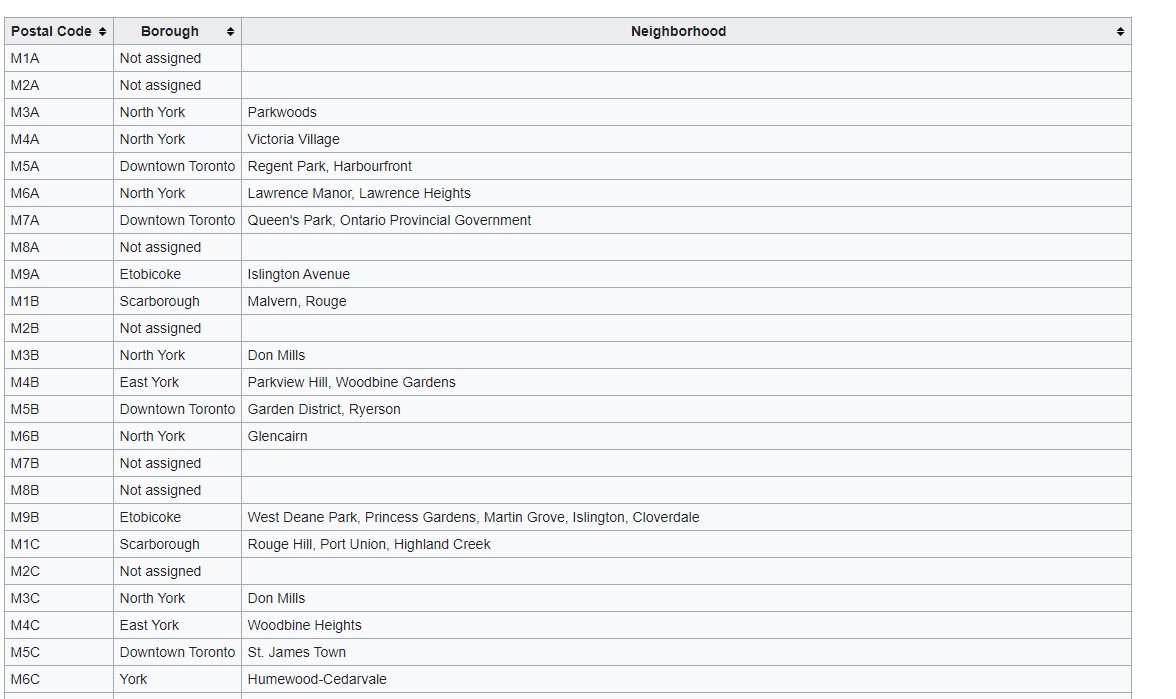 Postal Code Borough Neighborhood
M1A Not assigned
M2A Not assigned
M3A North York Parkwoods
M4A North York Victoria Village
M5A Downtown Toronto Regent Park, Harbourfront
M6A North York Lawrence Manor, Lawrence Heights
M7A Downtown Toronto Queen's Park, Ontario Provincial Government
M8A Not assigned
M9A Etobicoke Islington Avenue
M1B Scarborough Malvern, Rouge
M2B Not assigned
M3B North York Don Mills
M4B East York Parkview Hill, Woodbine Gardens
M5B Downtown Toronto Garden District, Ryerson
M6B North York Glencairn
M7B Not assigned
M8B Not assigned
M9B Etobicoke West Deane Park, Princess Gardens, Martin Grove, Islington, Cloverdale
M1C Scarborough Rouge Hill, Port Union, Highland Creek
M2C Not assigned
M3C North York Don Mills
M4C East York Woodbine Heights
M5C Downtown Toronto St. James Town
M6C York Humewood-Cedarvale